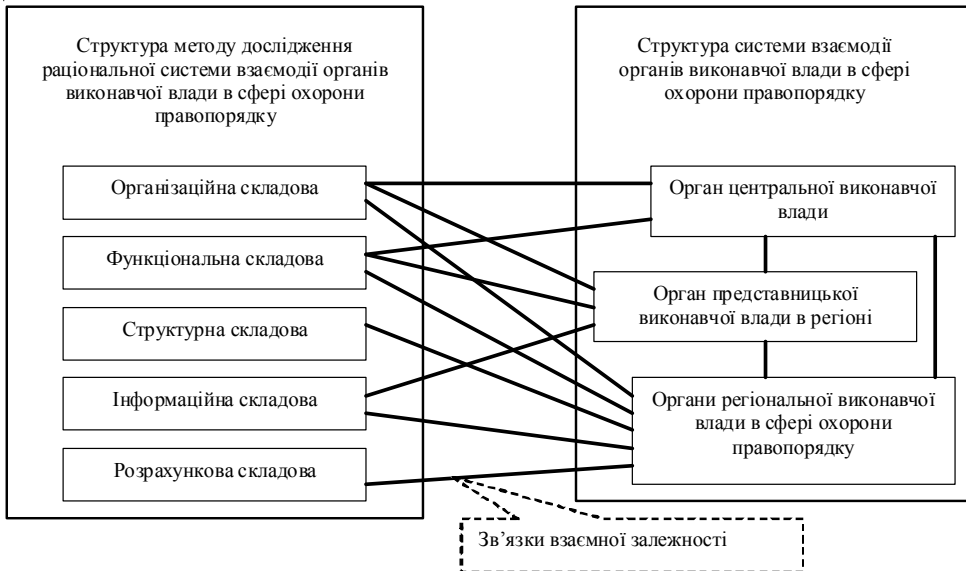 Структура методу дослідження
раціональної системи взаємодії органів
виконавчої влади в сфері охорони
правопорядку
Організаційна складова
Функціональна складова
Структурна складова
Інформаційна складова
Розрахункова складова
Структура системи взаємодії
органів виконавчої влади в сфері
охорони правопорядку
Орган центральної виконавчої
влади
Орган представницької
виконавчої влади в регіоні
Органи регіональної виконавчої
влади в сфері охорони
правопорядку
Зв’язки взаємної залежності